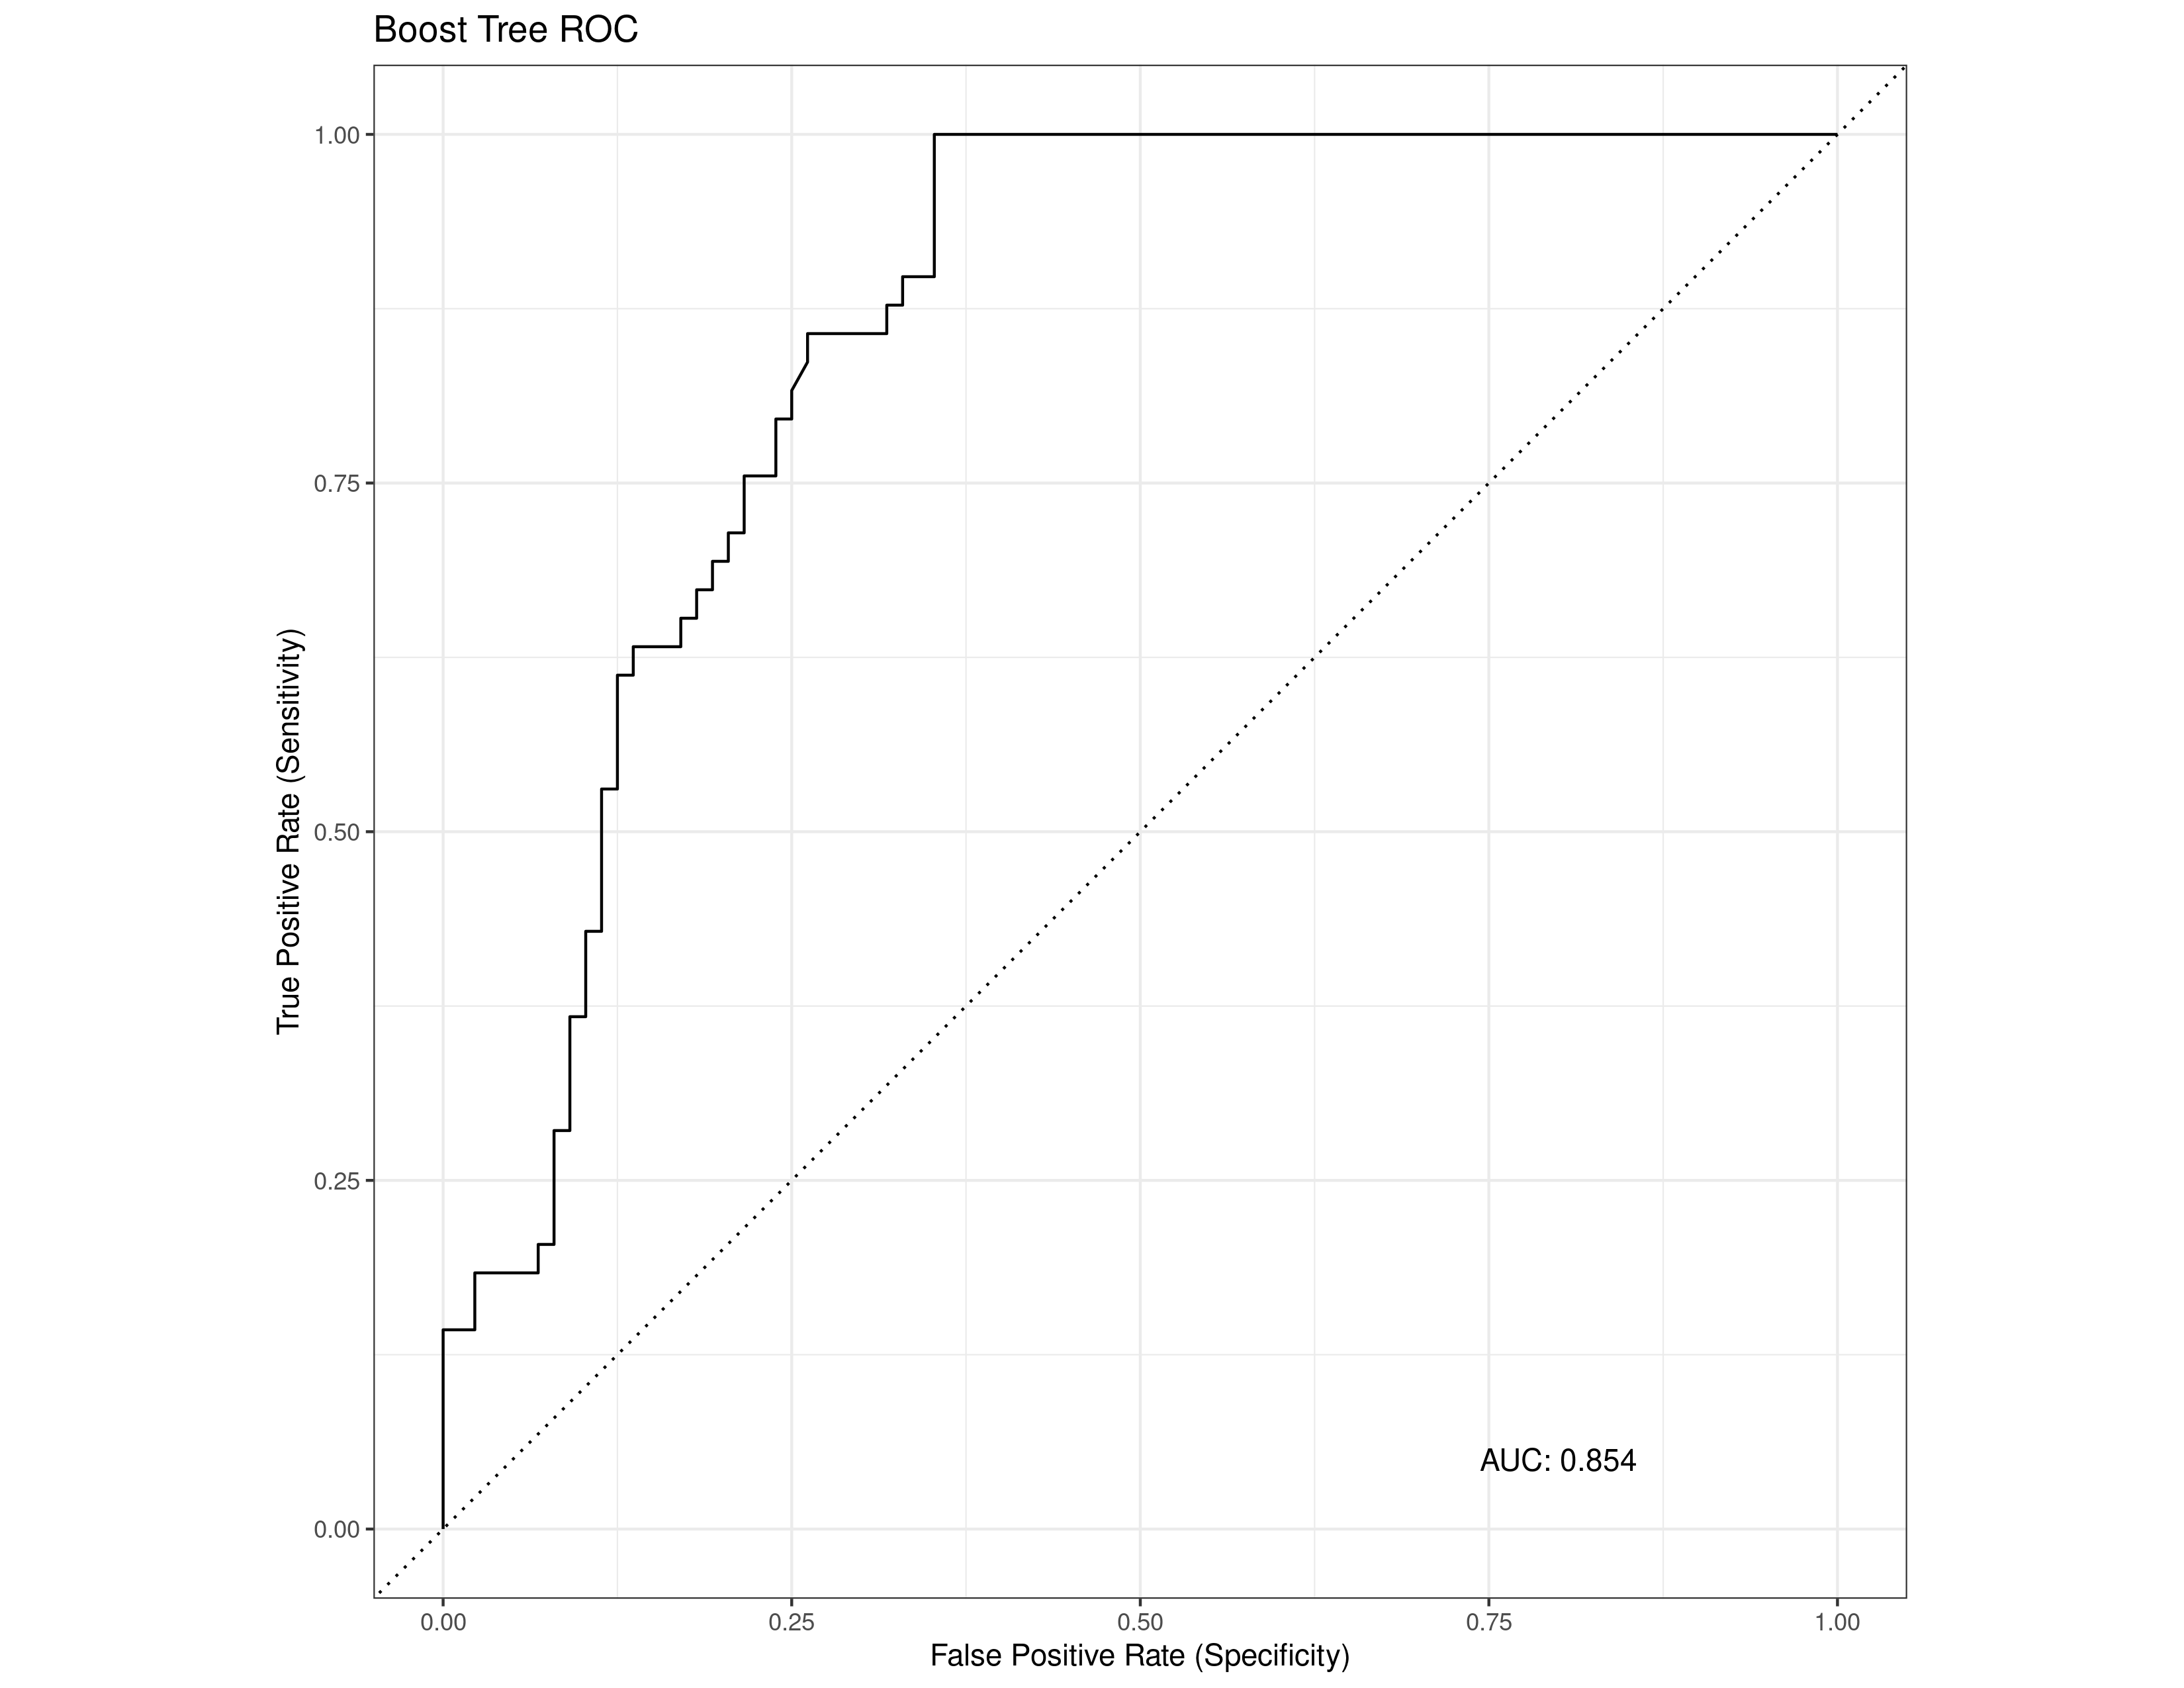 Boost Tree ROC
True Positive Rate (Sensitivity)
1.00
0.75
0.50
0.25
0.00
AUC: 0.854
0.00 0.25 0.50 0.75 1.00
False Positive Rate (Specificity)